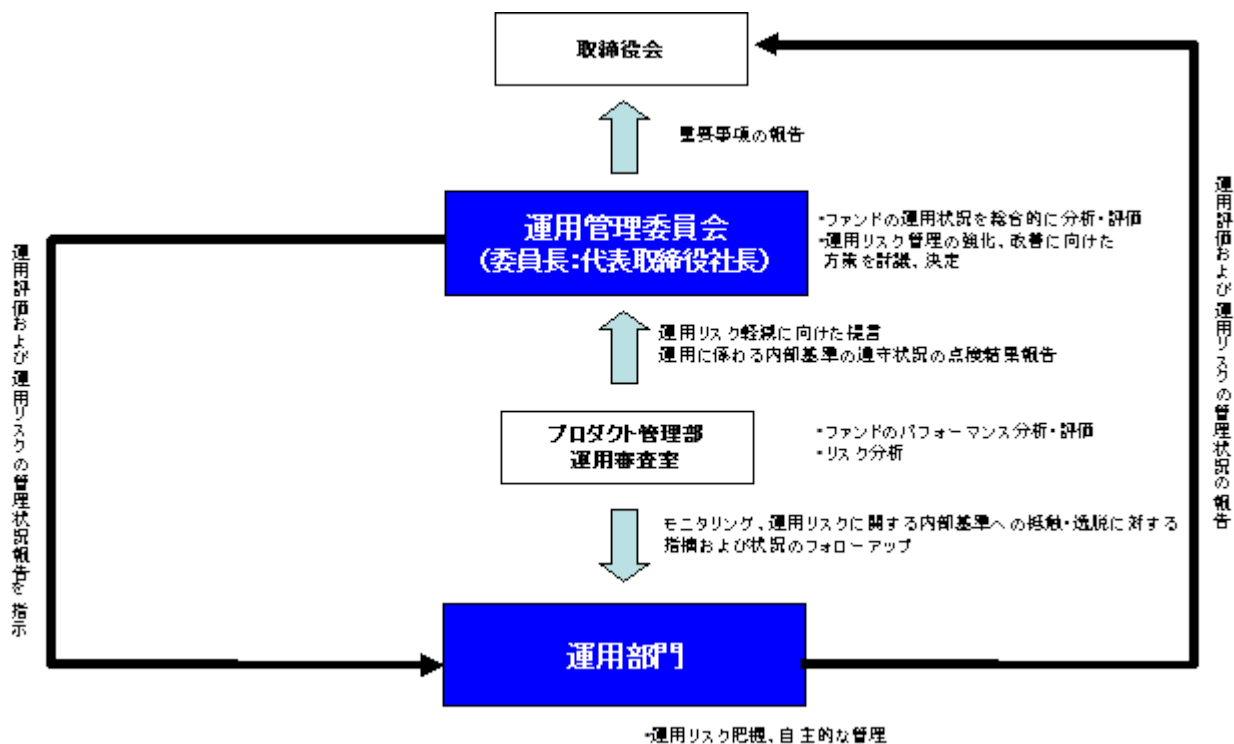 取締役会
重要事項の報告
運用管理委員会
(委員長:代表取締役社長)
・ファンドの運用状況を総合的に分析・評価
・運用リスク管理の強化、改善に向けた
方策を討議、決定
運用リスク軽減に向けた提言
運用に係わる内部基準の遵守状況の点検結果報告
プロダクト管理部
運用審査室
・ファンドのパフォーマンス分析・評価
・リスク分析
モニタリング、運用リスクに関する内部基準への抵触・逸脱に対する
指摘および状況のフォローアップ
運用部門
・運用リスク把握、自主的な管理
運用評価および運用リスクの管理状況報告を指示
運用評価および運用リスクの管理状況の報告